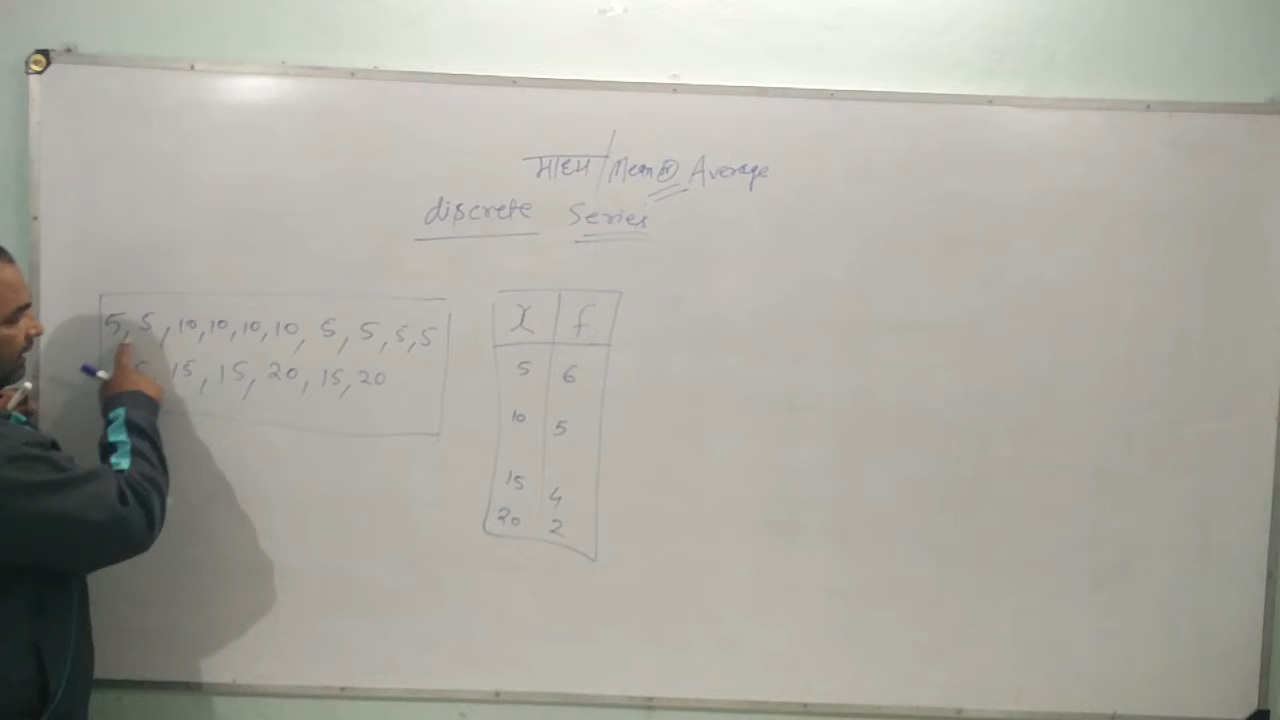 माध्य/Mean or Average
discrete Series
5, 5, 10, 10, 10, 10, 5, 5, 5, 5
15, 15, 20, 15, 20
x f
5 6
10 5
15 4
20 2